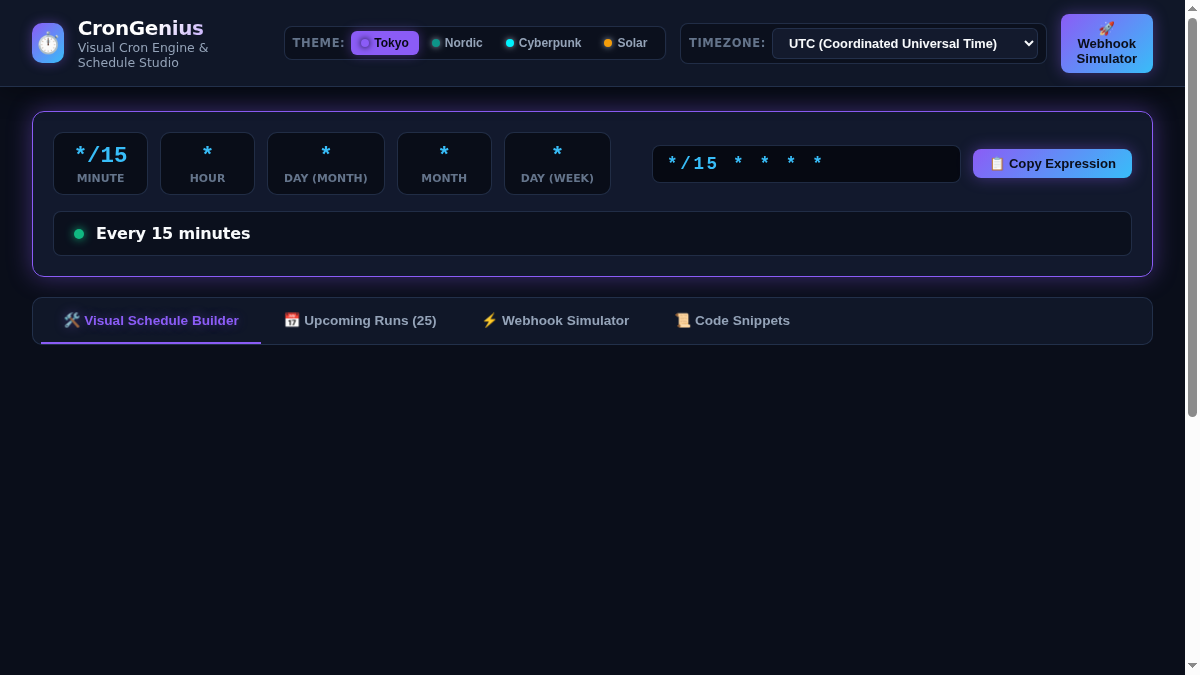 CronGenius
Visual Cron Engine &
Schedule Studio
THEME:
Tokyo
Nordic
Cyberpunk
Solar
TIMEZONE:
UTC (Coordinated Universal Time)
🚀
Webhook
Simulator
*/15
MINUTE
*
HOUR
*
DAY (MONTH)
*
MONTH
*
DAY (WEEK)
*/15 * * * *
📋 Copy Expression
Every 15 minutes
🛠️ Visual Schedule Builder
📅 Upcoming Runs (25)
⚡ Webhook Simulator
📜 Code Snippets